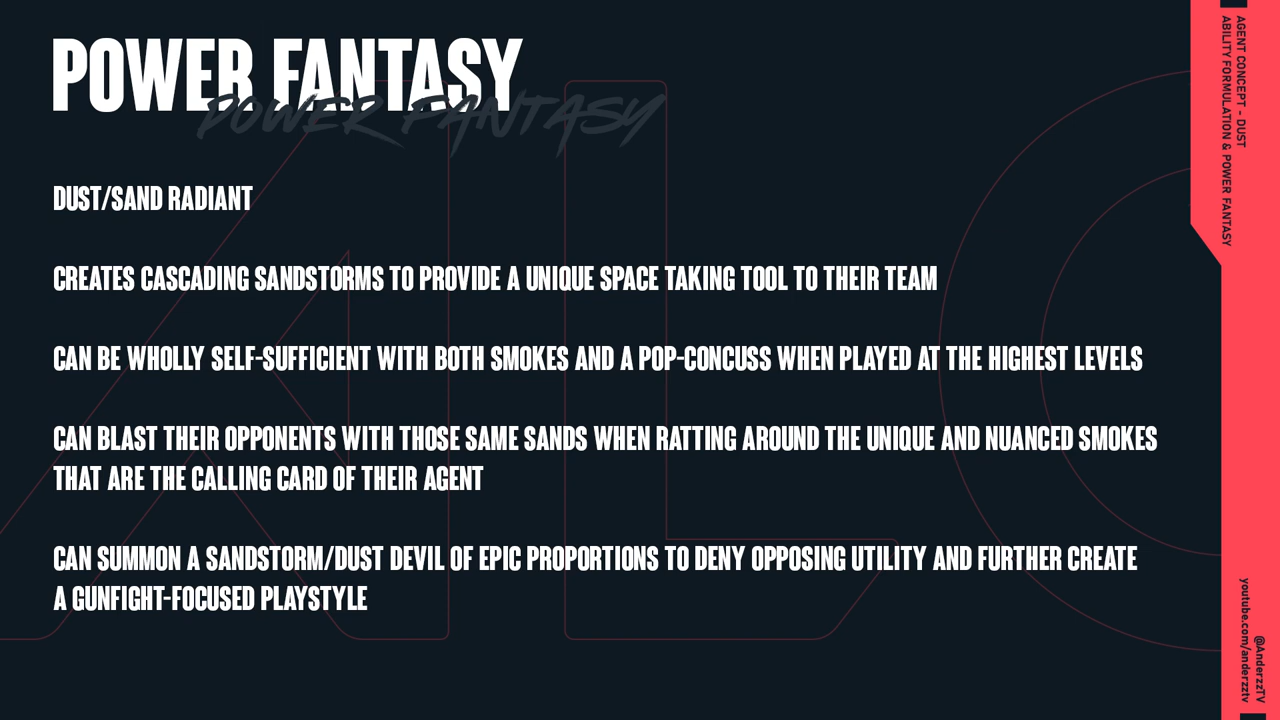 POWER FANTASY
POWER FANTASY
DUST/SAND RADIANT
CREATES CASCADING SANDSTORMS TO PROVIDE A UNIQUE SPACE TAKING TOOL TO THEIR TEAM
CAN BE WHOLLY SELF-SUFFICIENT WITH BOTH SMOKES AND A POP-CONCUSS WHEN PLAYED AT THE HIGHEST LEVELS
CAN BLAST THEIR OPPONENTS WITH THOSE SAME SANDS WHEN RATTING AROUND THE UNIQUE AND NUANCED SMOKES
THAT ARE THE CALLING CARD OF THEIR AGENT
CAN SUMMON A SANDSTORM/DUST DEVIL OF EPIC PROPORTIONS TO DENY OPPOSING UTILITY AND FURTHER CREATE
A GUNFIGHT-FOCUSED PLAYSTYLE
AGENT CONCEPT - DUST
ABILITY FORMULATION & POWER FANTASY
@AnderzzTV
youtube.com/anderzztv